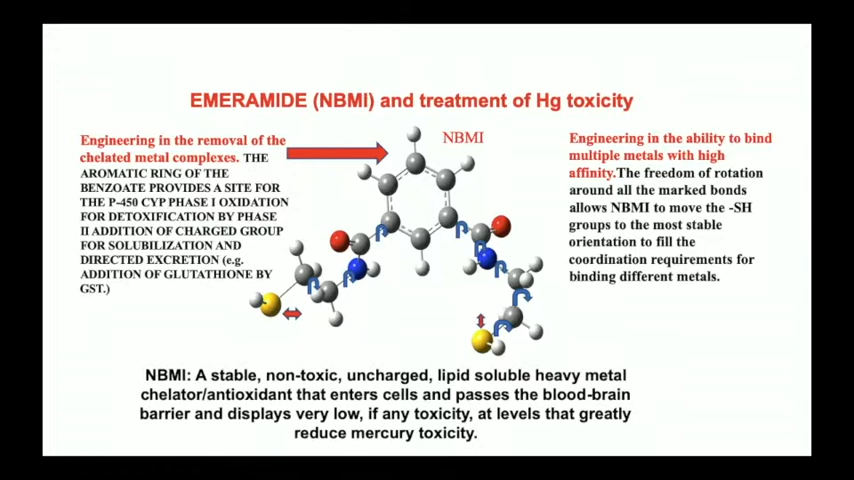 EMERAMIDE (NBMI) and treatment of Hg toxicity
Engineering in the removal of the
chelated metal complexes. THE
AROMATIC RING OF THE
BENZOATE PROVIDES A SITE FOR
THE P-450 CYP PHASE I OXIDATION
FOR DETOXIFICATION BY PHASE
II ADDITION OF CHARGED GROUP
FOR SOLUBILIZATION AND
DIRECTED EXCRETION (e.g.
ADDITION OF GLUTATHIONE BY
GST.)
NBMI
Engineering in the ability to bind
multiple metals with high
affinity.The freedom of rotation
around all the marked bonds
allows NBMI to move the -SH
groups to the most stable
orientation to fill the
coordination requirements for
binding different metals.
NBMI: A stable, non-toxic, uncharged, lipid soluble heavy metal
chelator/antioxidant that enters cells and passes the blood-brain
barrier and displays very low, if any toxicity, at levels that greatly
reduce mercury toxicity.